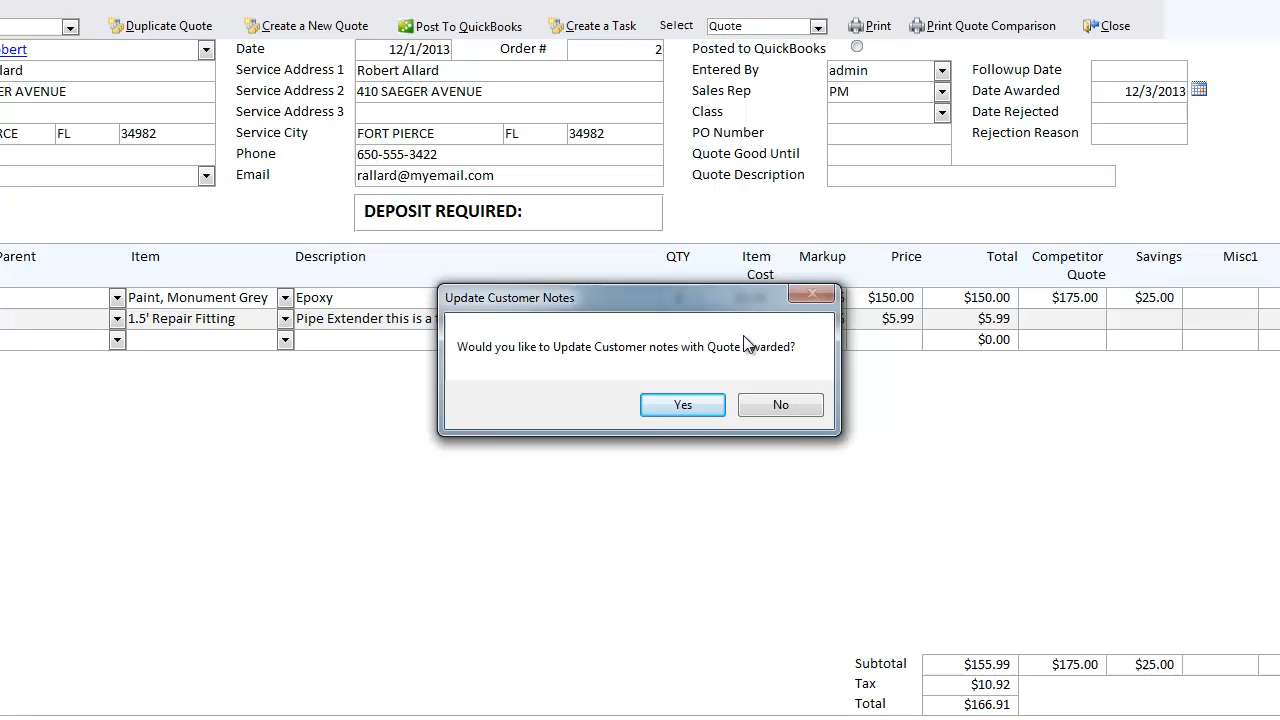 Duplicate Quote Create a New Quote Post To QuickBooks Create a Task Select Quote Print Print Quote Comparison Close
bert Date 12/1/2013 Order # 2 Posted to QuickBooks
lard Service Address 1 Robert Allard Entered By admin Followup Date
ER AVENUE Service Address 2 410 SAEGER AVENUE Sales Rep PM Date Awarded 12/3/2013
Service Address 3 Class Date Rejected
RCE FL 34982 Service City FORT PIERCE FL 34982 PO Number Rejection Reason
Phone 650-555-3422 Quote Good Until
Email rallard@myemail.com Quote Description
DEPOSIT REQUIRED:
Parent Item Description QTY Item Cost Markup Price Total Competitor Quote Savings Misc1
Paint, Monument Grey Epoxy $150.00 $150.00 $175.00 $25.00
1.5' Repair Fitting Pipe Extender this is a $5.99 $5.99
$0.00
Update Customer Notes
Would you like to Update Customer notes with Quote Awarded?
Yes No
Subtotal $155.99 $175.00 $25.00
Tax $10.92
Total $166.91